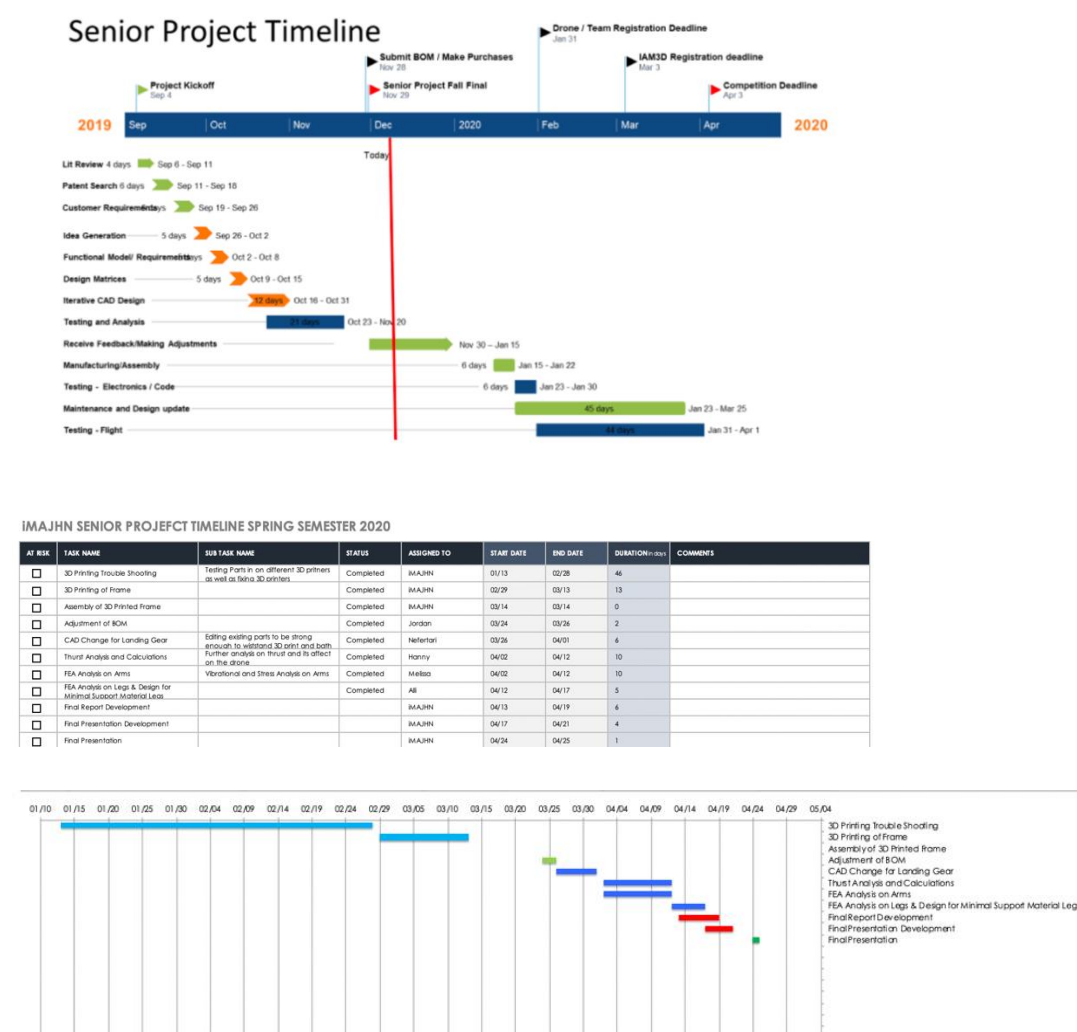 Senior Project Timeline
Drone / Team Registration Deadline
Jan 31
Submit BOM / Make Purchases
Nov 28
IAM3D Registration deadline
Mar 3
Project Kickoff
Sep 4
Senior Project Fall Final
Nov 29
Competition Deadline
Apr 3
2019 Sep Oct Nov Dec 2020 Feb Mar Apr 2020
Today
Lit Review 4 days Sep 6 - Sep 11
Patent Search 6 days Sep 11 - Sep 18
Customer Requirements days Sep 19 - Sep 26
Idea Generation 5 days Sep 26 - Oct 2
Functional Model/ Requirements days Oct 2 - Oct 8
Design Matrices 5 days Oct 9 - Oct 15
Iterative CAD Design 12 days Oct 16 - Oct 31
Testing and Analysis 21 days Oct 23 - Nov 20
Receive Feedback/Making Adjustments Nov 30 – Jan 15
Manufacturing/Assembly 6 days Jan 15 - Jan 22
Testing - Electronics / Code 6 days Jan 23 - Jan 30
Maintenance and Design update 45 days Jan 23 - Mar 25
Testing - Flight 44 days Jan 31 - Apr 1
iMAJHN SENIOR PROJEFCT TIMELINE SPRING SEMESTER 2020
AT RISK TASK NAME SUB TASK NAME STATUS ASSIGNED TO START DATE END DATE DURATION in days COMMENTS
3D Printing Trouble Shooting Testing Parts in on different 3D pritners Completed iMAJHN 01/13 02/28 46
as well as fixing 3D printers
3D Printing of Frame Completed iMAJHN 02/29 03/13 13
Assembly of 3D Printed Frame Completed iMAJHN 03/14 03/14 0
Adjustment of BOM Completed Jordan 03/24 03/26 2
CAD Change for Landing Gear Editing existing parts to be strong Completed Nefertari 03/26 04/01 6
enough to wiststand 3D print and bath
Thurst Analysis and Calculations Further analysis on thrust and its affect Completed Hanny 04/02 04/12 10
on the drone
FEA Analysis on Arms Vibrational and Stress Analysis on Arms Completed Melissa 04/02 04/12 10
FEA Analysis on Legs & Design for Completed Alli 04/12 04/17 5
Minimal Support Material Legs
Final Report Development iMAJHN 04/13 04/19 6
Final Presentation Development iMAJHN 04/17 04/21 4
Final Presentation iMAJHN 04/24 04/25 1
01/10 01/15 01/20 01/25 01/30 02/04 02/09 02/14 02/19 02/24 02/29 03/05 03/10 03/15 03/20 03/25 03/30 04/04 04/09 04/14 04/19 04/24 04/29 05/04
3D Printing Trouble Shooting
3D Printing of Frame
Assembly of 3D Printed Frame
Adjustment of BOM
CAD Change for Landing Gear
Thurst Analysis and Calculations
FEA Analysis on Arms
FEA Analysis on Legs & Design for Minimal Support Material Leg
Final Report Development
Final Presentation Development
Final Presentation